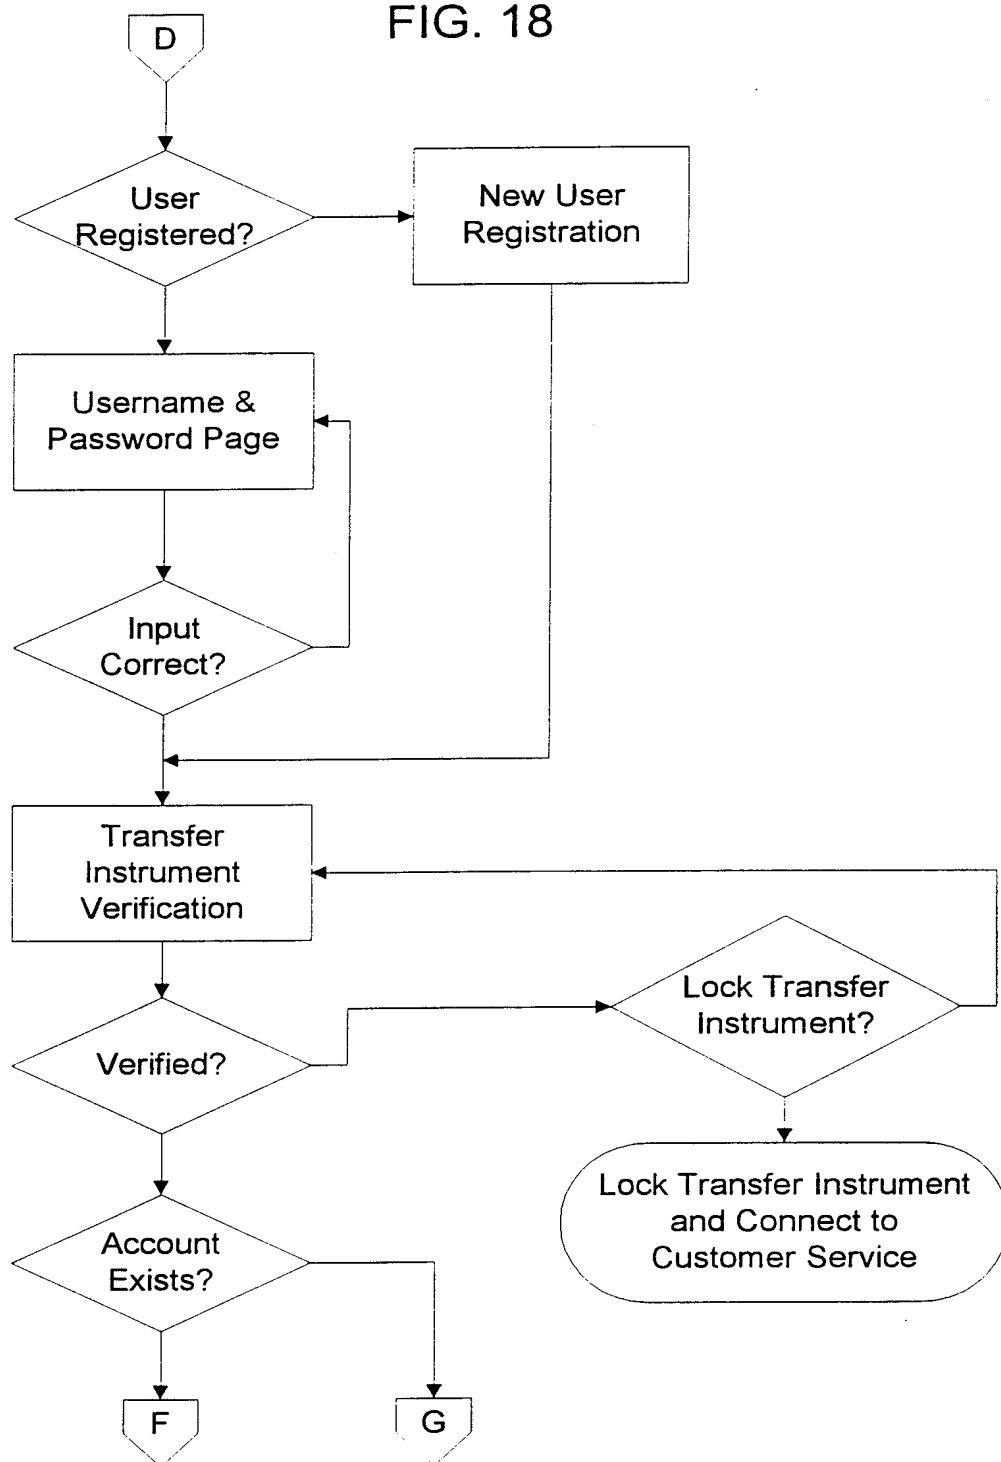 FIG. 18
D
User
Registered?
New User
Registration
Username &
Password Page
Input
Correct?
Transfer
Instrument
Verification
Lock Transfer
Instrument?
Verified?
Lock Transfer Instrument
and Connect to
Customer Service
Account
Exists?
F
G